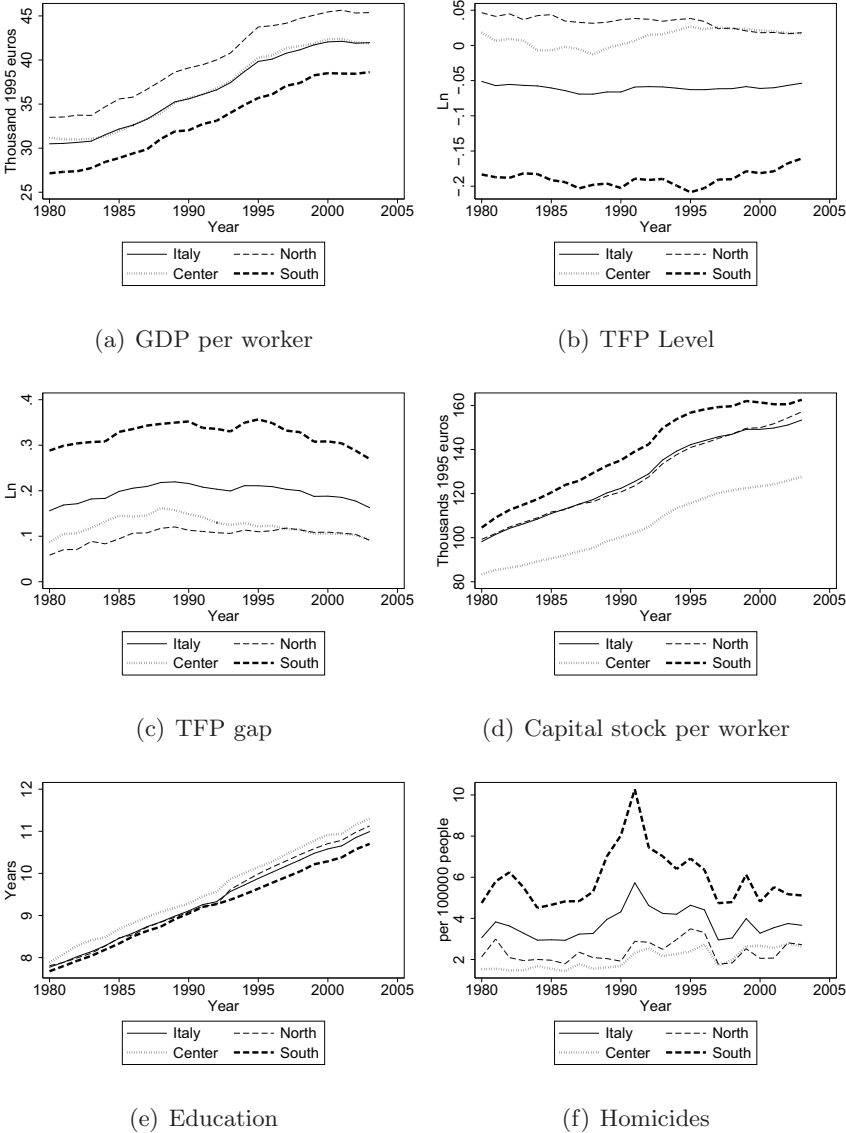 Thousand 1995 euros
45
40
35
30
25
1980 1985 1990 1995 2000 2005
Year
Italy North
Center South
(a) GDP per worker
Ln
.05
0
-.05
-.1
-.15
-.2
1980 1985 1990 1995 2000 2005
Year
Italy North
Center South
(b) TFP Level
Ln
.4
.3
.2
.1
0
1980 1985 1990 1995 2000 2005
Year
Italy North
Center South
(c) TFP gap
Thousands 1995 euros
160
140
120
100
80
1980 1985 1990 1995 2000 2005
Year
Italy North
Center South
(d) Capital stock per worker
Years
12
11
10
9
8
1980 1985 1990 1995 2000 2005
Year
Italy North
Center South
(e) Education
per 100000 people
10
8
6
4
2
1980 1985 1990 1995 2000 2005
Year
Italy North
Center South
(f) Homicides